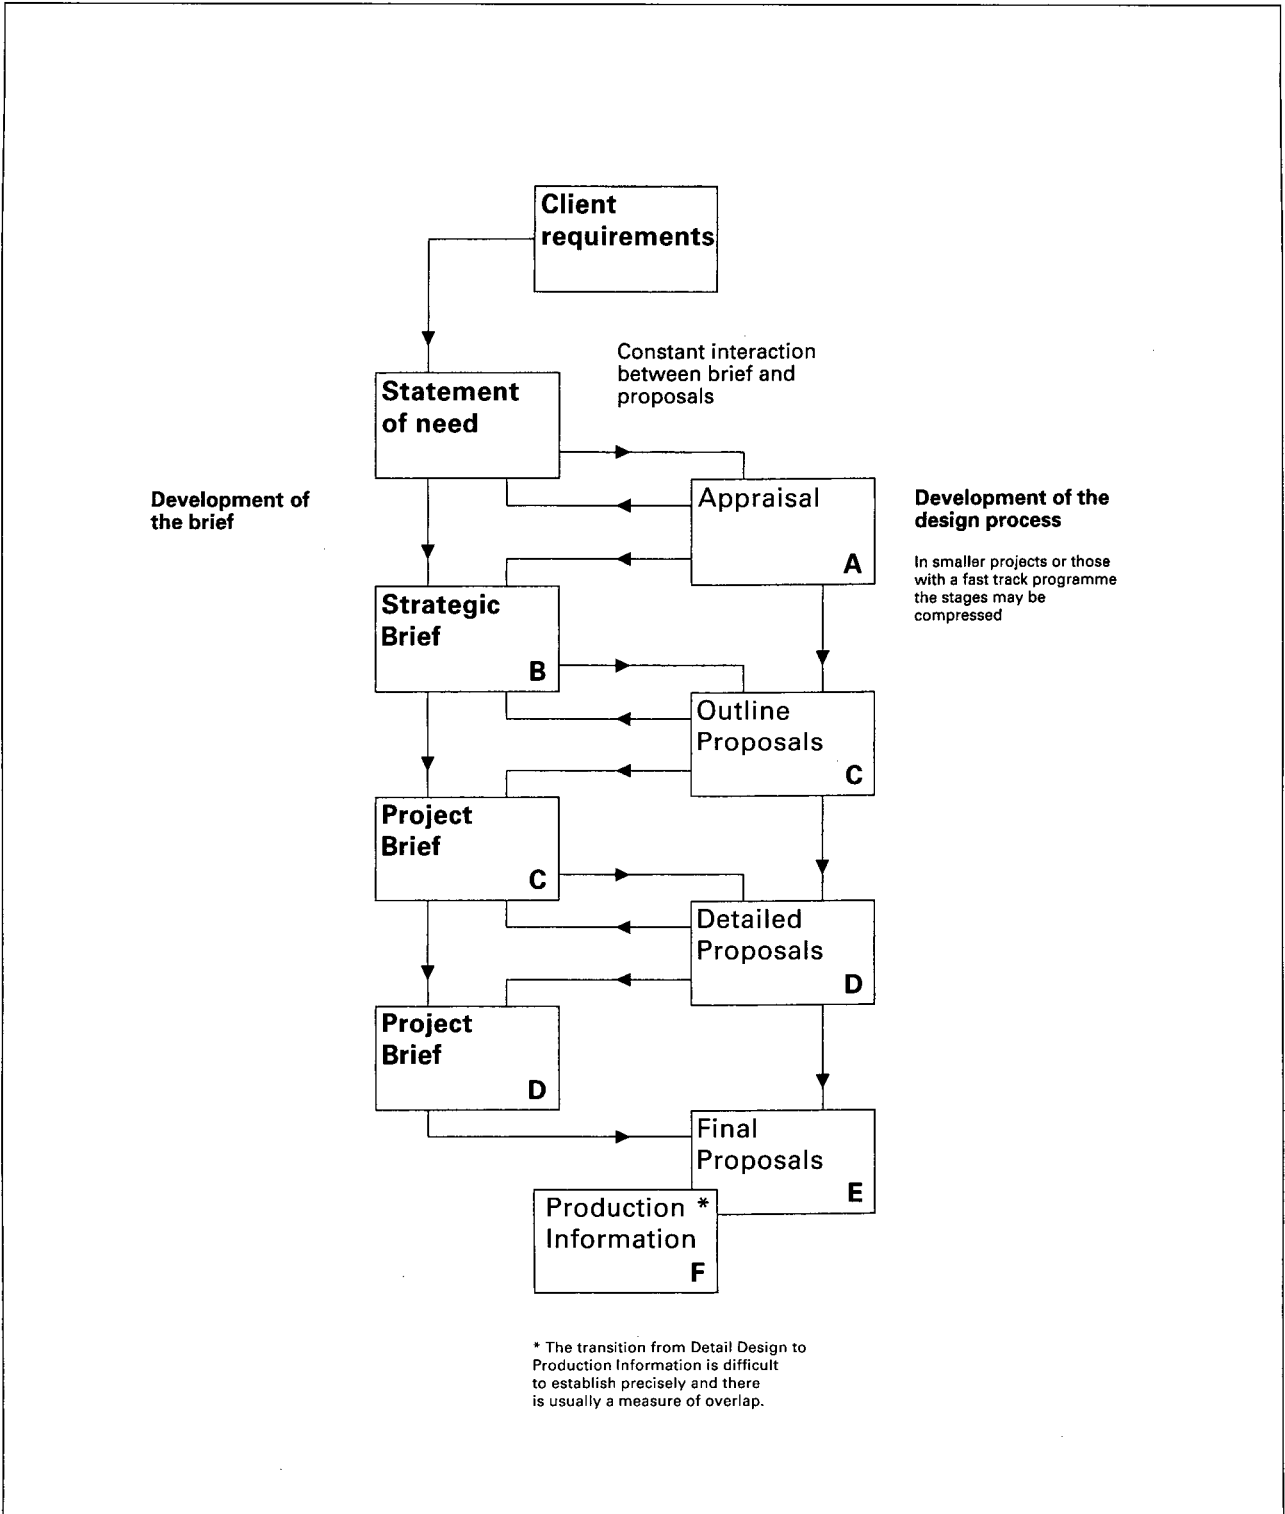 Client
requirements
Constant interaction
between brief and
proposals
Statement
of need
Development of
the brief
Appraisal
A
Development of the
design process
In smaller projects or those
with a fast track programme
the stages may be
compressed
Strategic
Brief
B
Outline
Proposals
C
Project
Brief
C
Detailed
Proposals
D
Project
Brief
D
Final
Proposals
E
Production *
Information
F
* The transition from Detail Design to
Production Information is difficult
to establish precisely and there
is usually a measure of overlap.